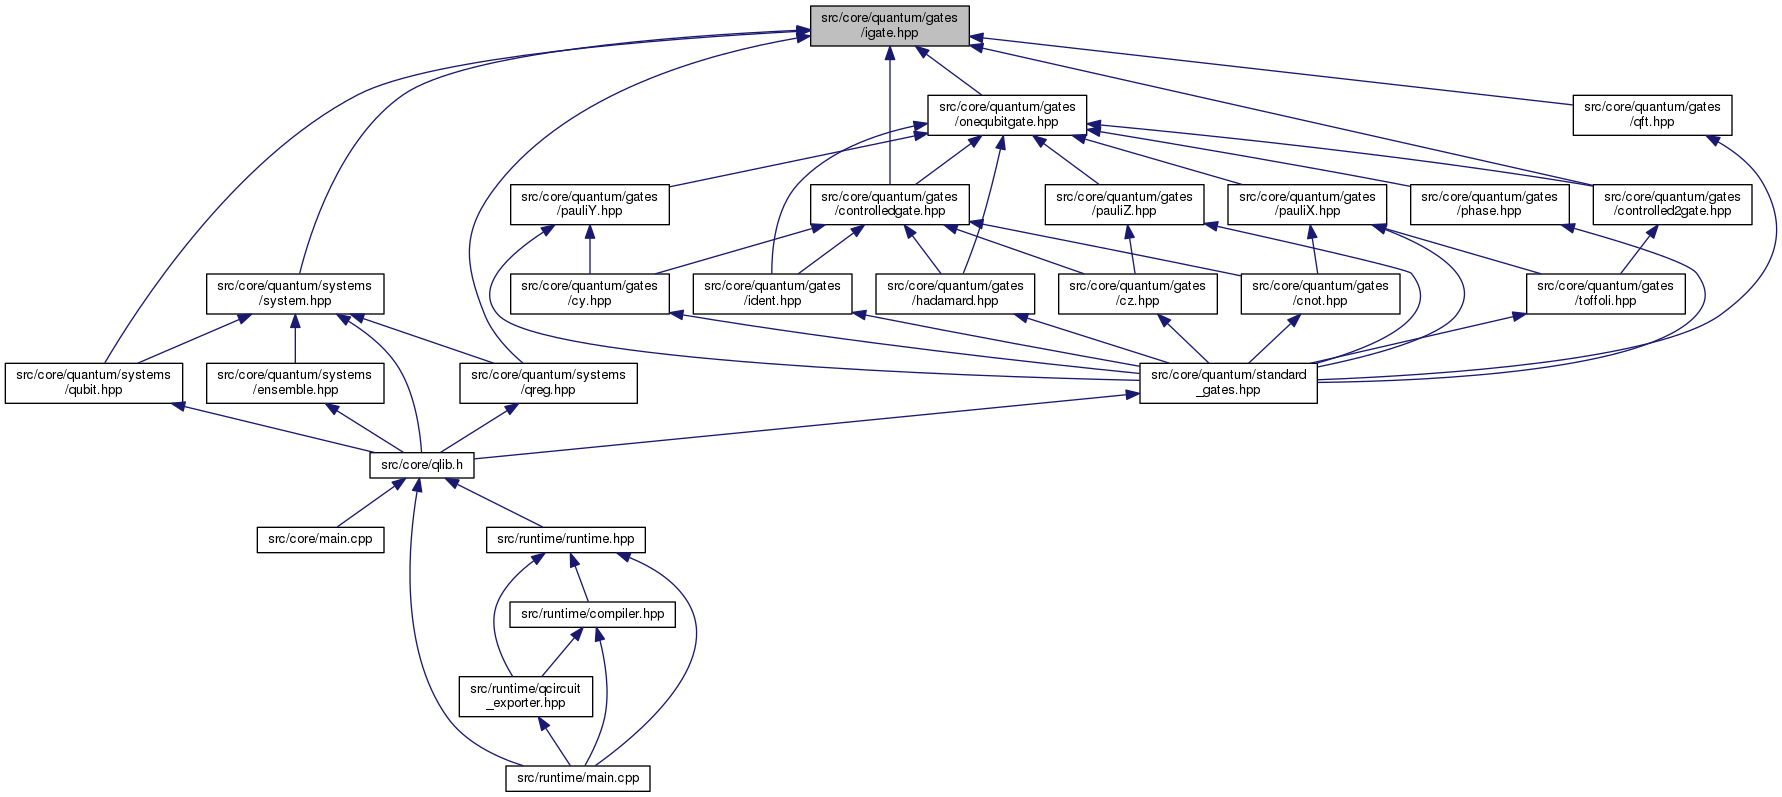 src/core/quantum/gates
/igate.hpp
src/core/quantum/gates
/onequbitgate.hpp
src/core/quantum/gates
/qft.hpp
src/core/quantum/gates
/pauliY.hpp
src/core/quantum/gates
/controlledgate.hpp
src/core/quantum/gates
/pauliZ.hpp
src/core/quantum/gates
/pauliX.hpp
src/core/quantum/gates
/phase.hpp
src/core/quantum/gates
/controlled2gate.hpp
src/core/quantum/systems
/system.hpp
src/core/quantum/gates
/cy.hpp
src/core/quantum/gates
/ident.hpp
src/core/quantum/gates
/hadamard.hpp
src/core/quantum/gates
/cz.hpp
src/core/quantum/gates
/cnot.hpp
src/core/quantum/gates
/toffoli.hpp
src/core/quantum/systems
/qubit.hpp
src/core/quantum/systems
/ensemble.hpp
src/core/quantum/systems
/qreg.hpp
src/core/quantum/standard
_gates.hpp
src/core/qlib.h
src/core/main.cpp
src/runtime/runtime.hpp
src/runtime/compiler.hpp
src/runtime/qcircuit
_exporter.hpp
src/runtime/main.cpp